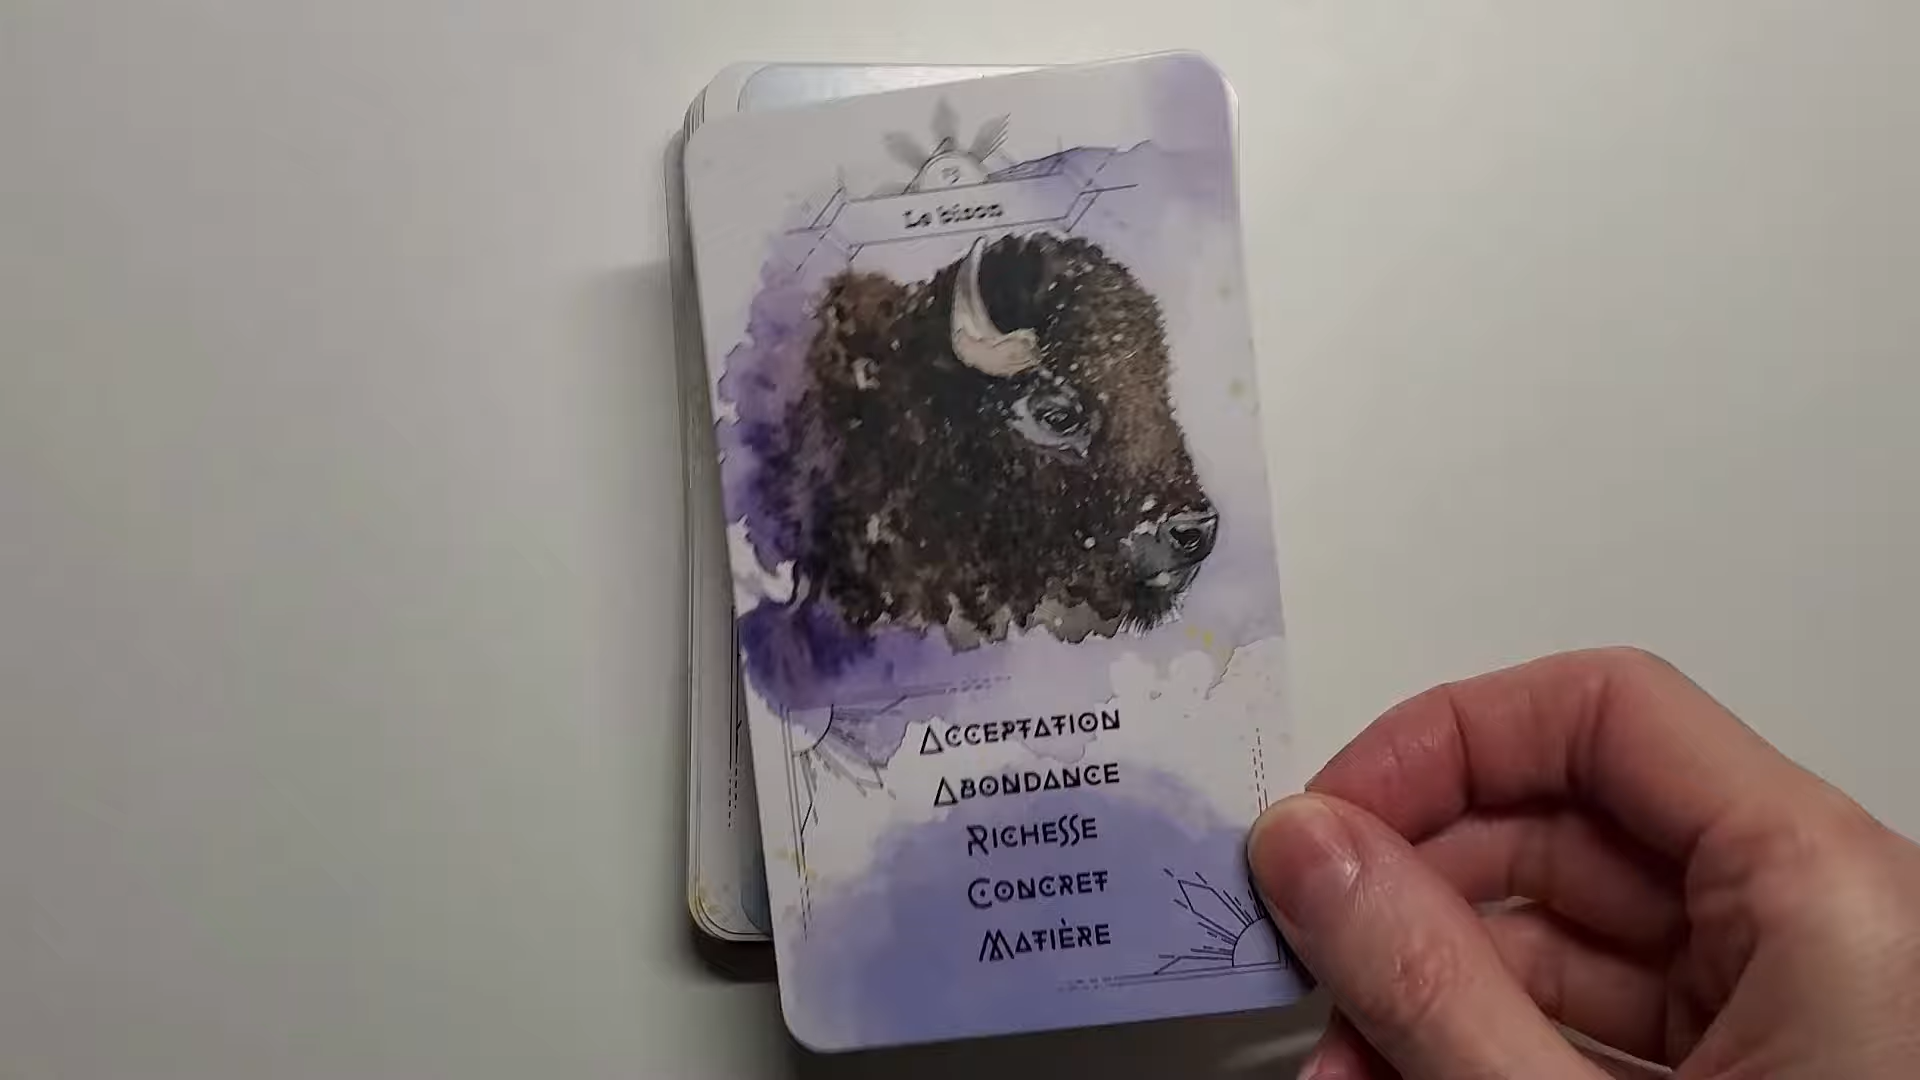 Le bison
ACCEPTATION
ABONDANCE
RICHESSE
CONCRET
MATIÈRE